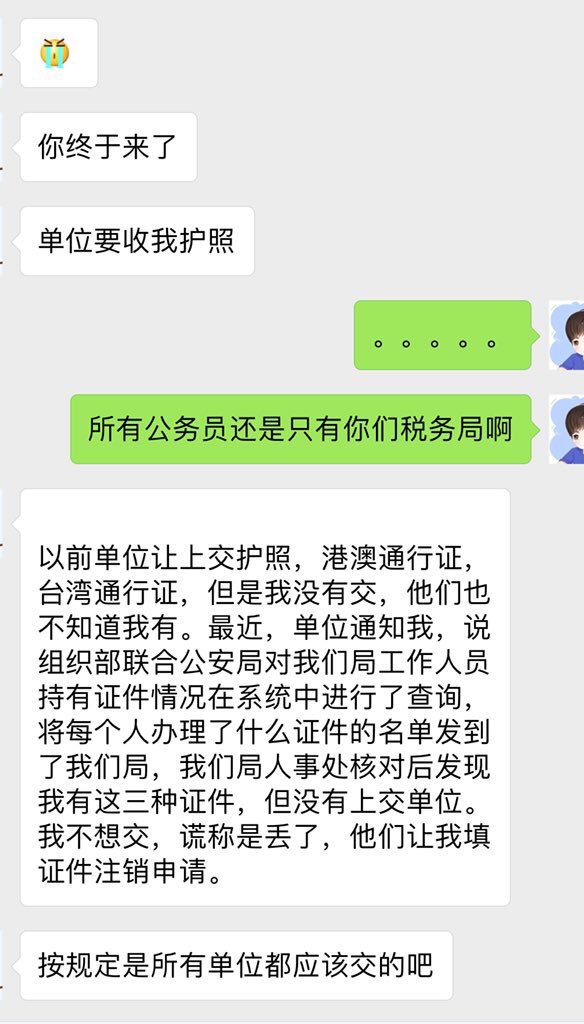 你终于来了
单位要收我护照
。。。。。
所有公务员还是只有你们税务局啊
以前单位让上交护照，港澳通行证，
台湾通行证，但是我没有交，他们也
不知道我有。最近，单位通知我，说
组织部联合公安局对我们局工作人员
持有证件情况在系统中进行了查询，
将每个人办理了什么证件的名单发到
了我们局，我们局人事处核对后发现
我有这三种证件，但没有上交单位。
我不想交，谎称是丢了，他们让我填
证件注销申请。
按规定是所有单位都应该交的吧